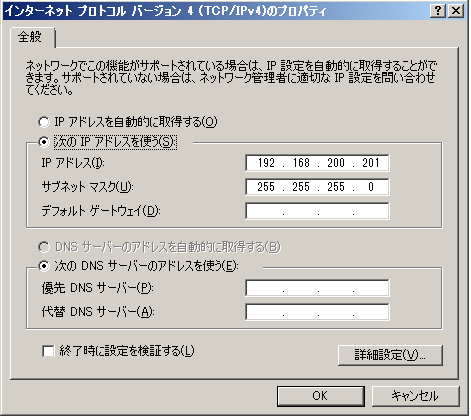 インターネット プロトコル バージョン 4 (TCP/IPv4)のプロパティ
全般
ネットワークでこの機能がサポートされている場合は、IP 設定を自動的に取得することがで
きます。サポートされていない場合は、ネットワーク管理者に適切な IP 設定を問い合わせ
てください。
IP アドレスを自動的に取得する(O)
次の IP アドレスを使う(S):
IP アドレス(I): 192 . 168 . 200 . 201
サブネット マスク(U): 255 . 255 . 255 . 0
デフォルト ゲートウェイ(D): . . .
DNS サーバーのアドレスを自動的に取得する(B)
次の DNS サーバーのアドレスを使う(E):
優先 DNS サーバー(P): . . .
代替 DNS サーバー(A): . . .
終了時に設定を検証する(L)
詳細設定(V)...
OK キャンセル